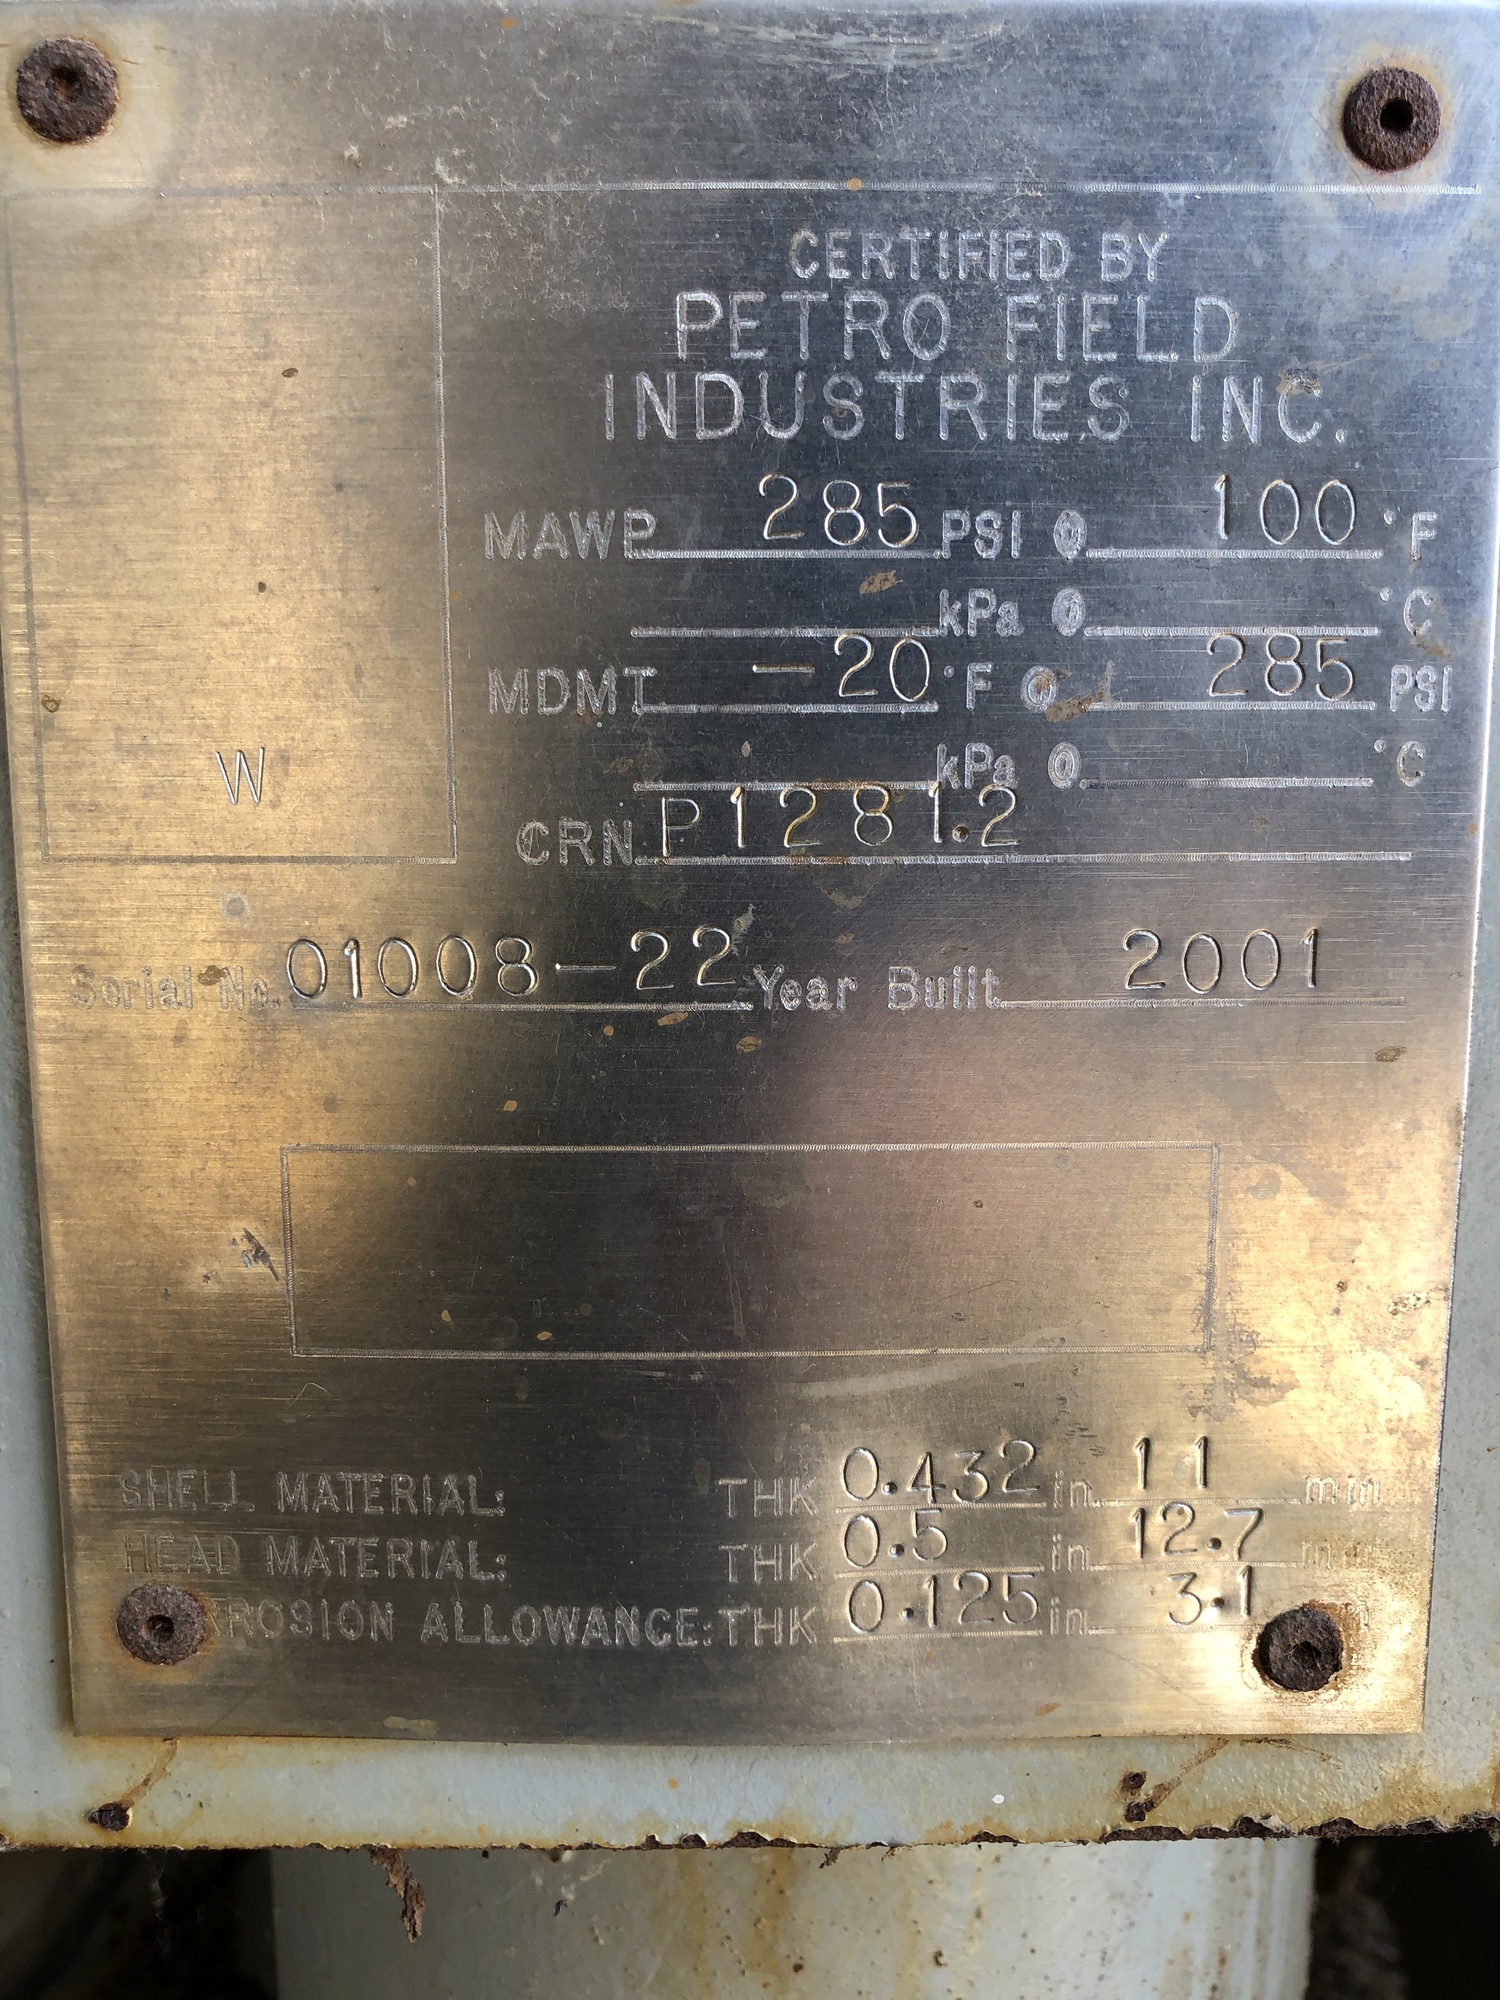 CERTIFIED BY
PETRO FIELD
INDUSTRIES INC.
MAWP 285 PSI @ 100 °F
kPa @ °C
MDMT -20 °F @ 285 PSI
kPa @ °C
W
CRN P1281.2
Serial No. 01008-22 Year Built 2001
SHELL MATERIAL: THK 0.432 in. 11 mm
HEAD MATERIAL: THK 0.5 in. 12.7 mm
RROSION ALLOWANCE: THK 0.125 in. 3.1